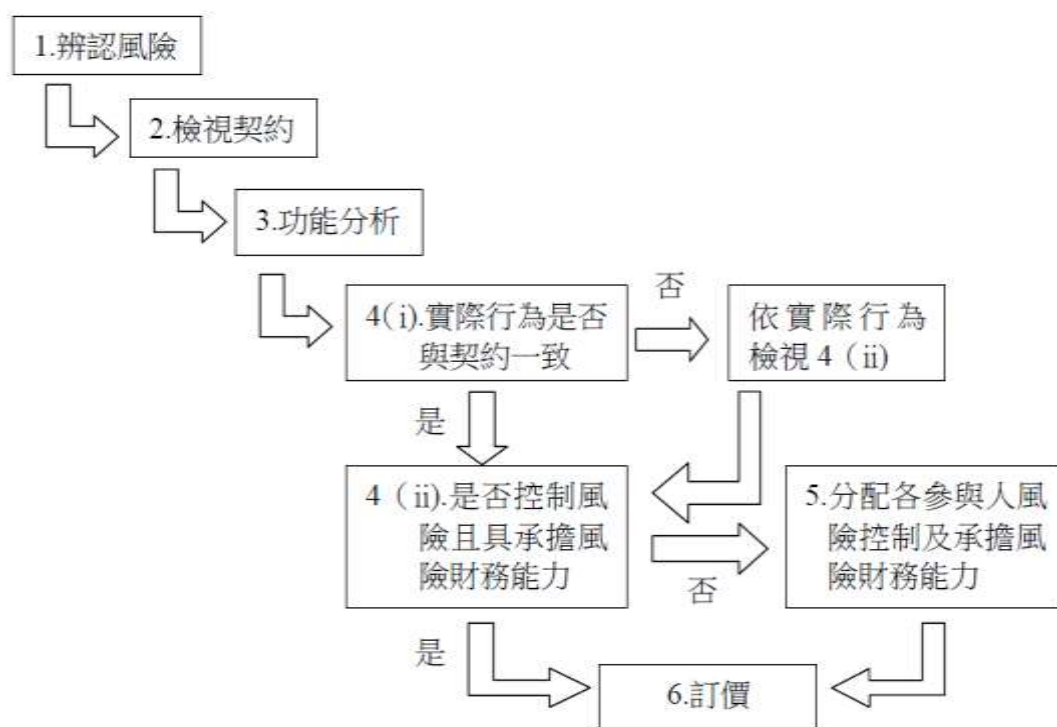 1.辨認風險
2.檢視契約
3.功能分析
4(i).實際行為是否
與契約一致
否
依實際行為
檢視4（ii)
是
4（ii).是否控制風
險且具承擔風
險財務能力
否
5.分配各參與人風
險控制及承擔風
險財務能力
是
6.訂價